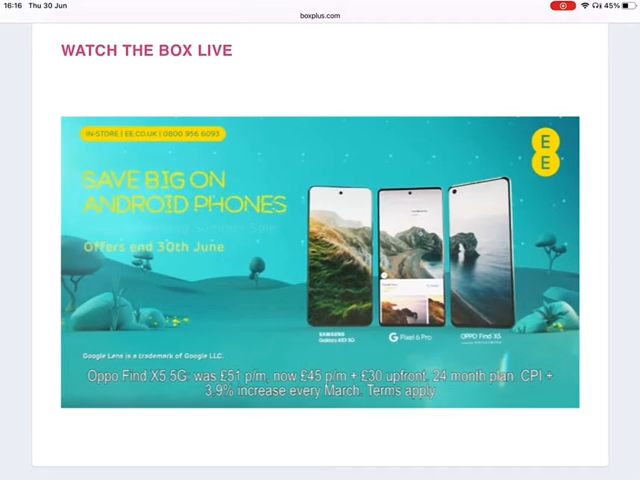 16:16 Thu 30 Jun
45%
boxplus.com
WATCH THE BOX LIVE
IN-STORE | EE.CO.UK | 0800 956 6093
E
E
SAVE BIG ON
ANDROID PHONES
Summer Sale
Offers end 30th June
SAMSUNG
Galaxy A53 5G
G Pixel 6 Pro
OPPO Find X5
Google Lens is a trademark of Google LLC.
Oppo Find X5 5G: was £51 p/m, now £45 p/m + £30 upfront. 24 month plan. CPI +
3.9% increase every March. Terms apply